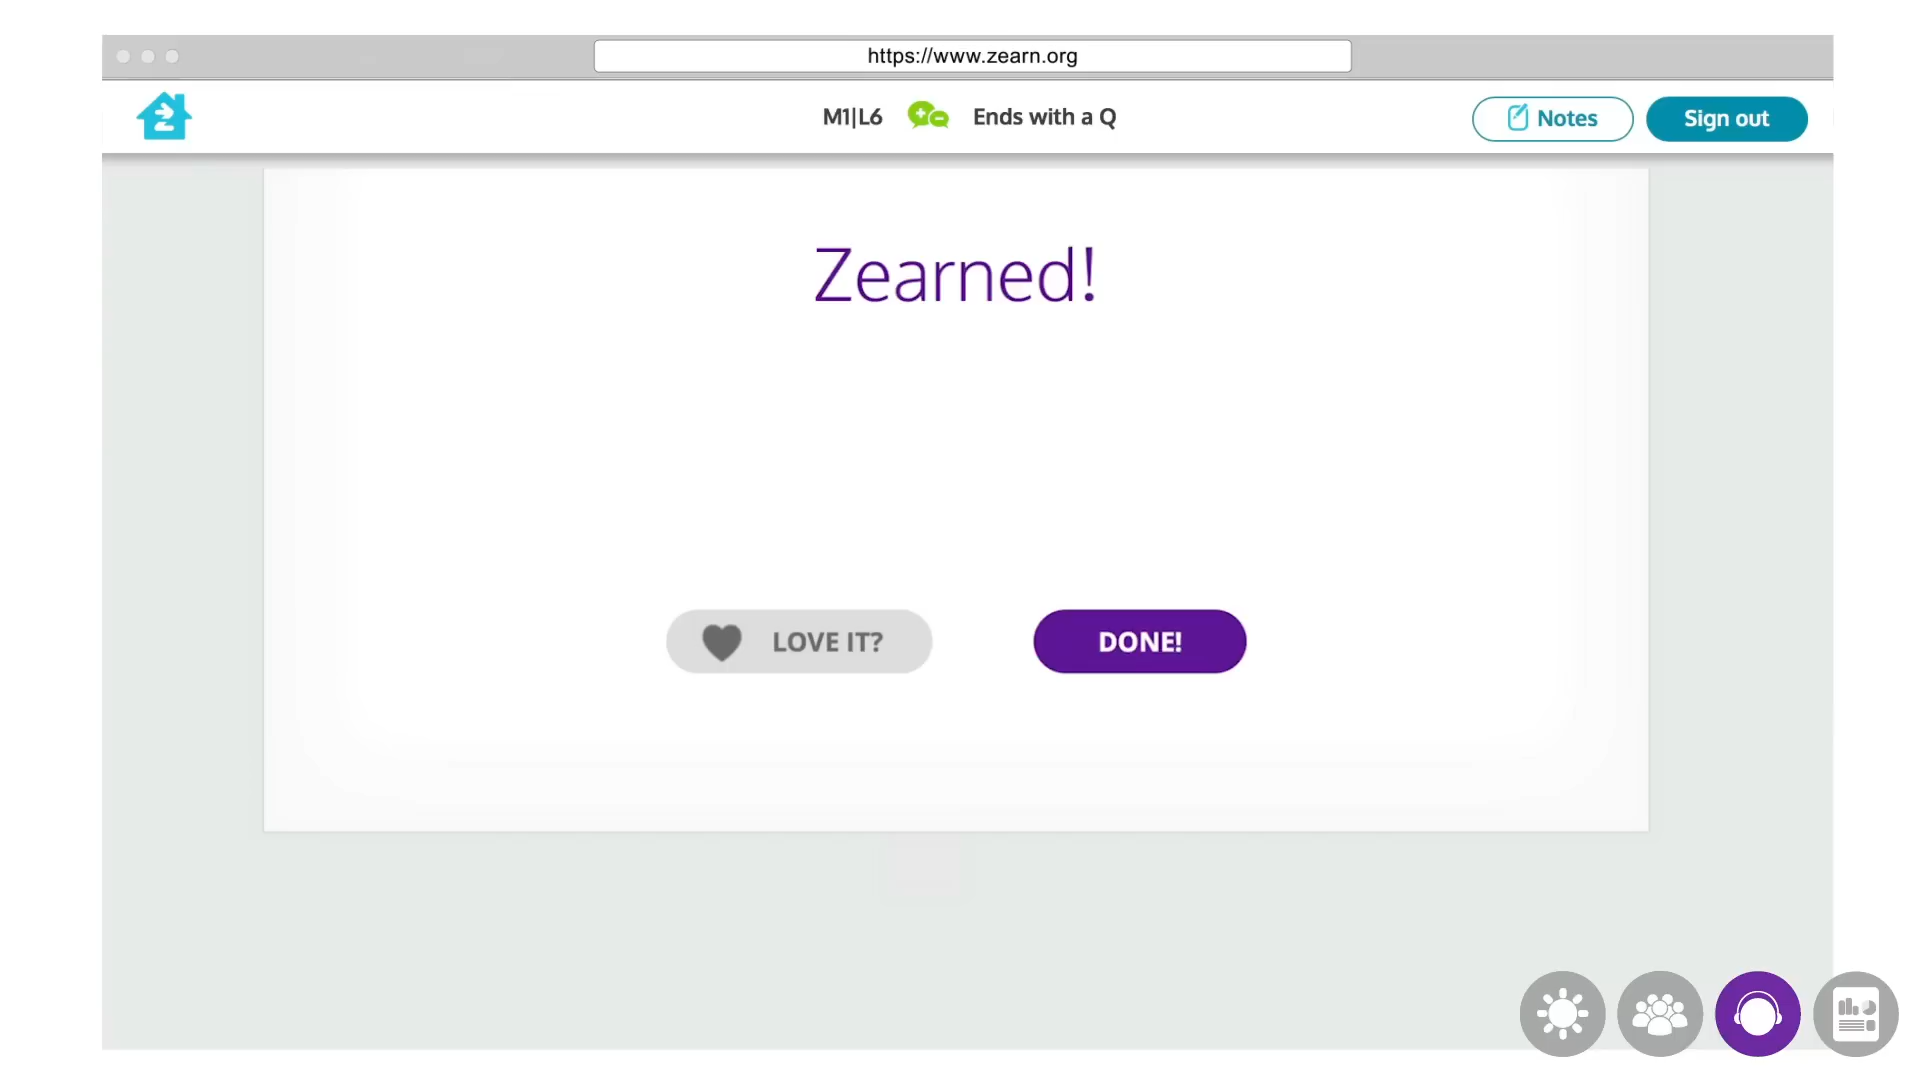 https://www.zearn.org
M1|L6 Ends with a Q Notes Sign out
Zearned!
LOVE IT? DONE!